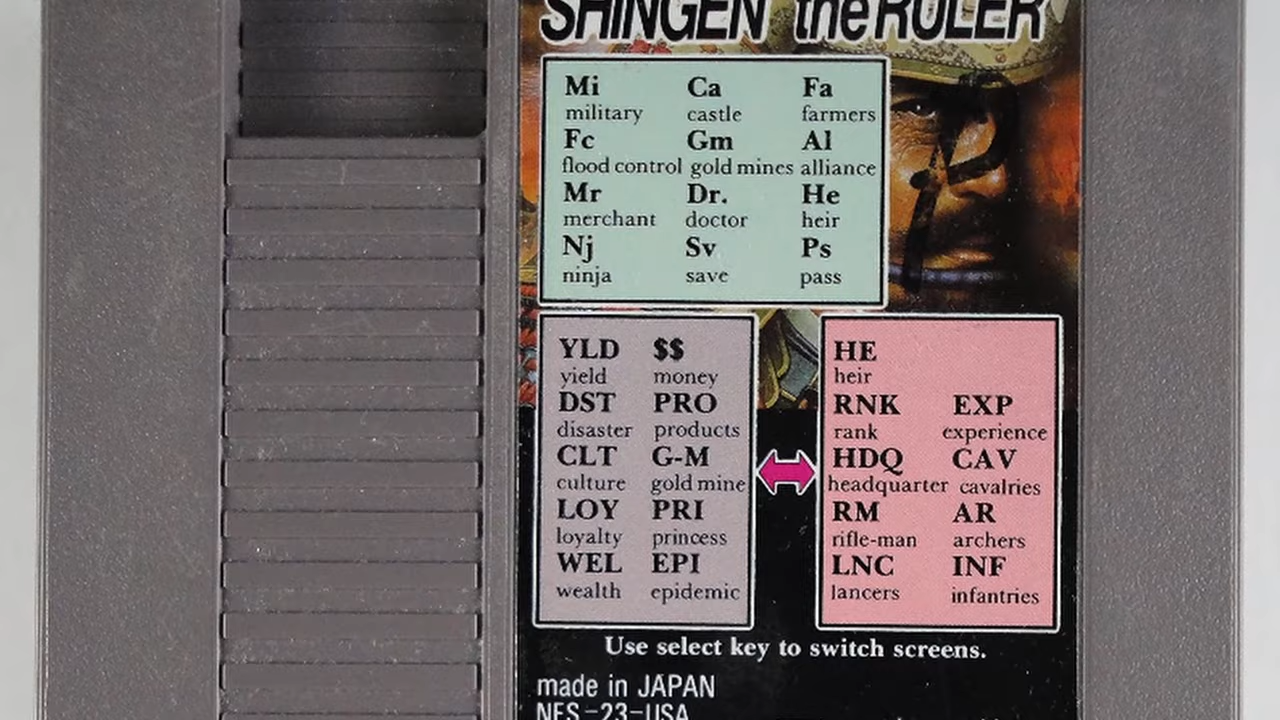 SHINGEN the RULER
Mi Ca Fa
military castle farmers
Fc Gm Al
flood control gold mines alliance
Mr Dr. He
merchant doctor heir
Nj Sv Ps
ninja save pass
YLD $$
yield money
DST PRO
disaster products
CLT G-M
culture gold mine
LOY PRI
loyalty princess
WEL EPI
wealth epidemic
HE
heir
RNK EXP
rank experience
HDQ CAV
headquarter cavalries
RM AR
rifle-man archers
LNC INF
lancers infantries
Use select key to switch screens.
made in JAPAN
NES-23-USA